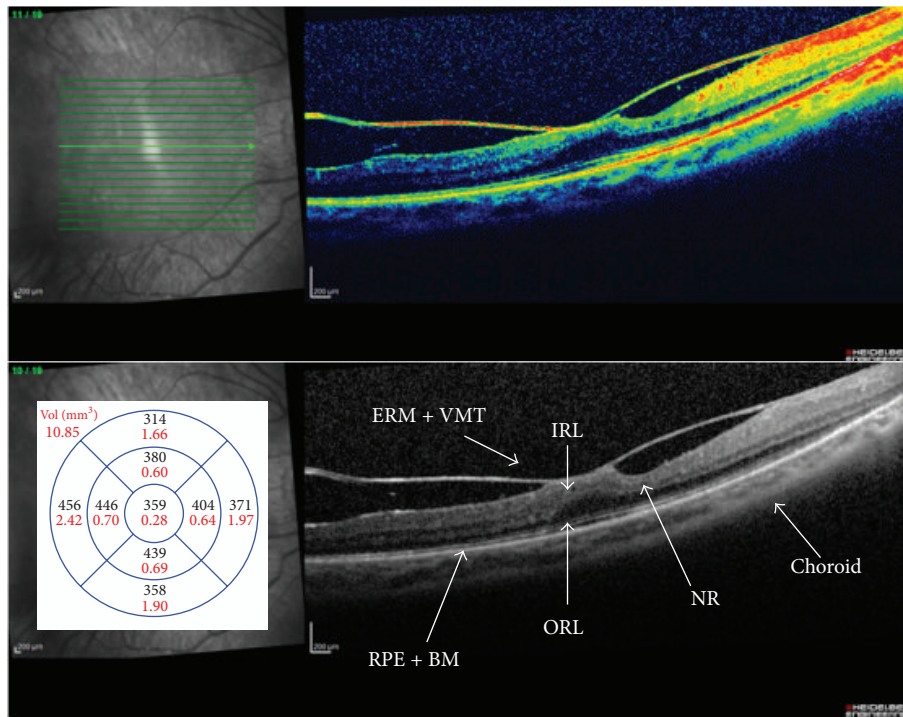 11 / 19
200 µm
200 µm
HEIDELBE
10 / 19
Vol (mm³)
10.85
314
1.66
380
0.60
456 446 359 404 371
2.42 0.70 0.28 0.64 1.97
439
0.69
358
1.90
ERM + VMT
IRL
Choroid
NR
ORL
RPE + BM
200 µm
200 µm
HEIDELBE